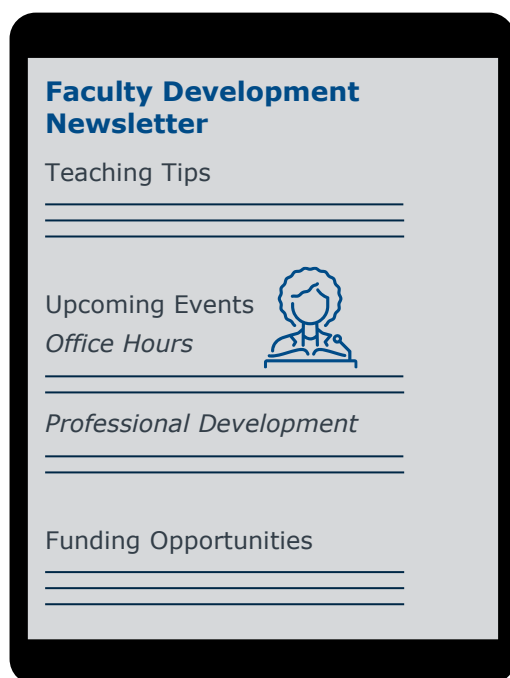 Faculty Development
Newsletter
Teaching Tips
Upcoming Events
Office Hours
Professional Development
Funding Opportunities